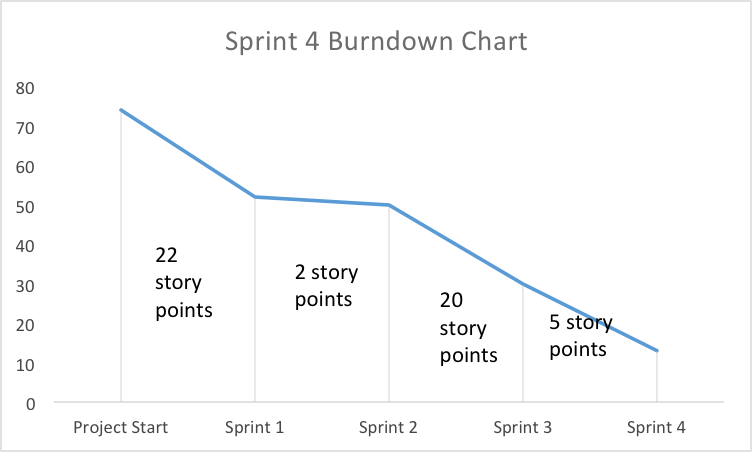 Sprint 4 Burndown Chart
80
70
60
50
40
30
20
10
0
22
story
points
2 story
points
20
story
points
5 story
points
Project Start
Sprint 1
Sprint 2
Sprint 3
Sprint 4